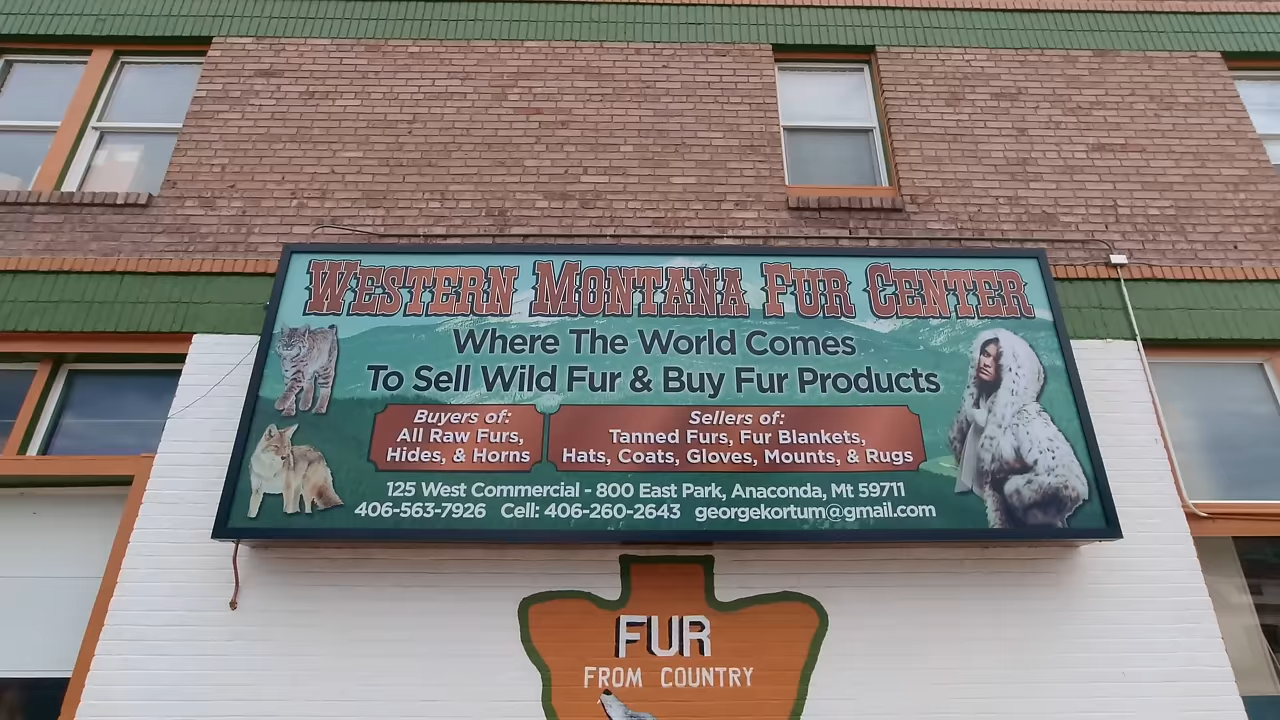 Western Montana Fur Center
Where The World Comes
To Sell Wild Fur & Buy Fur Products
Buyers of:
All Raw Furs,
Hides, & Horns
Sellers of:
Tanned Furs, Fur Blankets,
Hats, Coats, Gloves, Mounts, & Rugs
125 West Commercial - 800 East Park, Anaconda, Mt 59711
406-563-7926 Cell: 406-260-2643 georgekortum@gmail.com
FUR
FROM COUNTRY